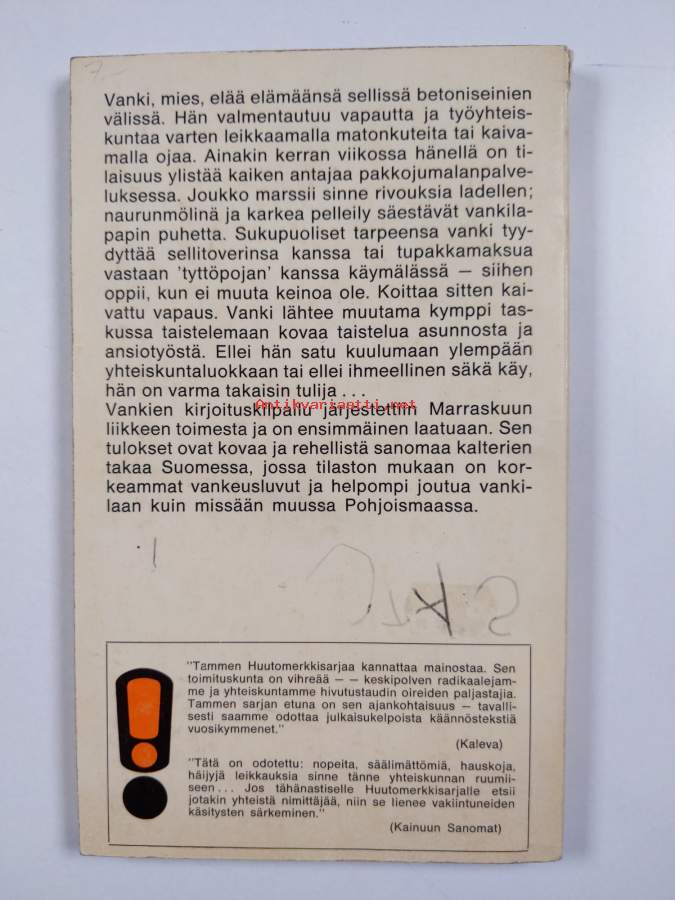 7-
Vanki, mies, elää elämäänsä sellissä betoniseinien
välissä. Hän valmentautuu vapautta ja työyhteis-
kuntaa varten leikkaamalla matonkuteita tai kaiva-
malla ojaa. Ainakin kerran viikossa hänellä on ti-
laisuus ylistää kaiken antajaa pakkojumalanpalve-
luksessa. Joukko marssii sinne rivouksia ladellen;
naurunmölinä ja karkea pelleily säestävät vankila-
papin puhetta. Sukupuoliset tarpeensa vanki tyy-
dyttää sellitoverinsa kanssa tai tupakkamaksua
vastaan 'tyttöpojan' kanssa käymälässä — siihen
oppii, kun ei muuta keinoa ole. Koittaa sitten kai-
vattu vapaus. Vanki lähtee muutama kymppi tas-
kussa taistelemaan kovaa taistelua asunnosta ja
ansiotyöstä. Ellei hän satu kuulumaan ylempään
yhteiskuntaluokkaan tai ellei ihmeellinen säkä käy,
hän on varma takaisin tulija . . .
Antikvariaatti.net
Vankien kirjoituskilpailu järjestettiin Marraskuun
liikkeen toimesta ja on ensimmäinen laatuaan. Sen
tulokset ovat kovaa ja rehellistä sanomaa kalterien
takaa Suomessa, jossa tilaston mukaan on kor-
keammat vankeusluvut ja helpompi joutua vanki-
laan kuin missään muussa Pohjoismaassa.
"Tammen Huutomerkkisarjaa kannattaa mainostaa. Sen
toimituskunta on vihreää — — keskipolven radikaalejam-
me ja yhteiskuntamme hivutustaudin oireiden paljastajia.
Tammen sarjan etuna on sen ajankohtaisuus — tavalli-
sesti saamme odottaa julkaisukelpoista käännöstekstiä
vuosikymmenet."
(Kaleva)
"Tätä on odotettu: nopeita, säälimättömiä, hauskoja,
häijyjä leikkauksia sinne tänne yhteiskunnan ruumii-
seen . . . Jos tähänastiselle Huutomerkkisarjalle etsii
jotakin yhteistä nimittäjää, niin se lienee vakiintuneiden
käsitysten särkeminen."
(Kainuun Sanomat)